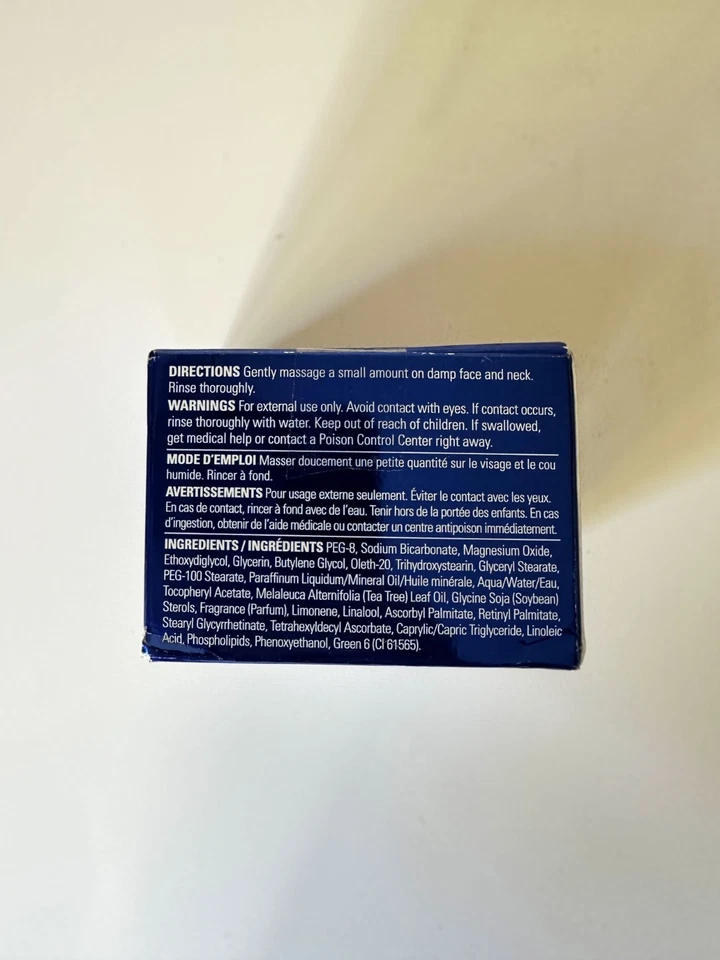 DIRECTIONS Gently massage a small amount on damp face and neck.
Rinse thoroughly.
WARNINGS For external use only. Avoid contact with eyes. If contact occurs,
rinse thoroughly with water. Keep out of reach of children. If swallowed,
get medical help or contact a Poison Control Center right away.
MODE D'EMPLOI Masser doucement une petite quantité sur le visage et le cou
humide. Rincer à fond.
AVERTISSEMENTS Pour usage externe seulement. Éviter le contact avec les yeux.
En cas de contact, rincer à fond avec de l'eau. Tenir hors de la portée des enfants. En cas
d'ingestion, obtenir de l'aide médicale ou contacter un centre antipoison immédiatement.
INGREDIENTS / INGRÉDIENTS PEG-8, Sodium Bicarbonate, Magnesium Oxide,
Ethoxydiglycol, Glycerin, Butylene Glycol, Oleth-20, Trihydroxystearin, Glyceryl Stearate,
PEG-100 Stearate, Paraffinum Liquidum/Mineral Oil/Huile minérale, Aqua/Water/Eau,
Tocopheryl Acetate, Melaleuca Alternifolia (Tea Tree) Leaf Oil, Glycine Soja (Soybean)
Sterols, Fragrance (Parfum), Limonene, Linalool, Ascorbyl Palmitate, Retinyl Palmitate,
Stearyl Glycyrrhetinate, Tetrahexyldecyl Ascorbate, Caprylic/Capric Triglyceride, Linoleic
Acid, Phospholipids, Phenoxyethanol, Green 6 (CI 61565).